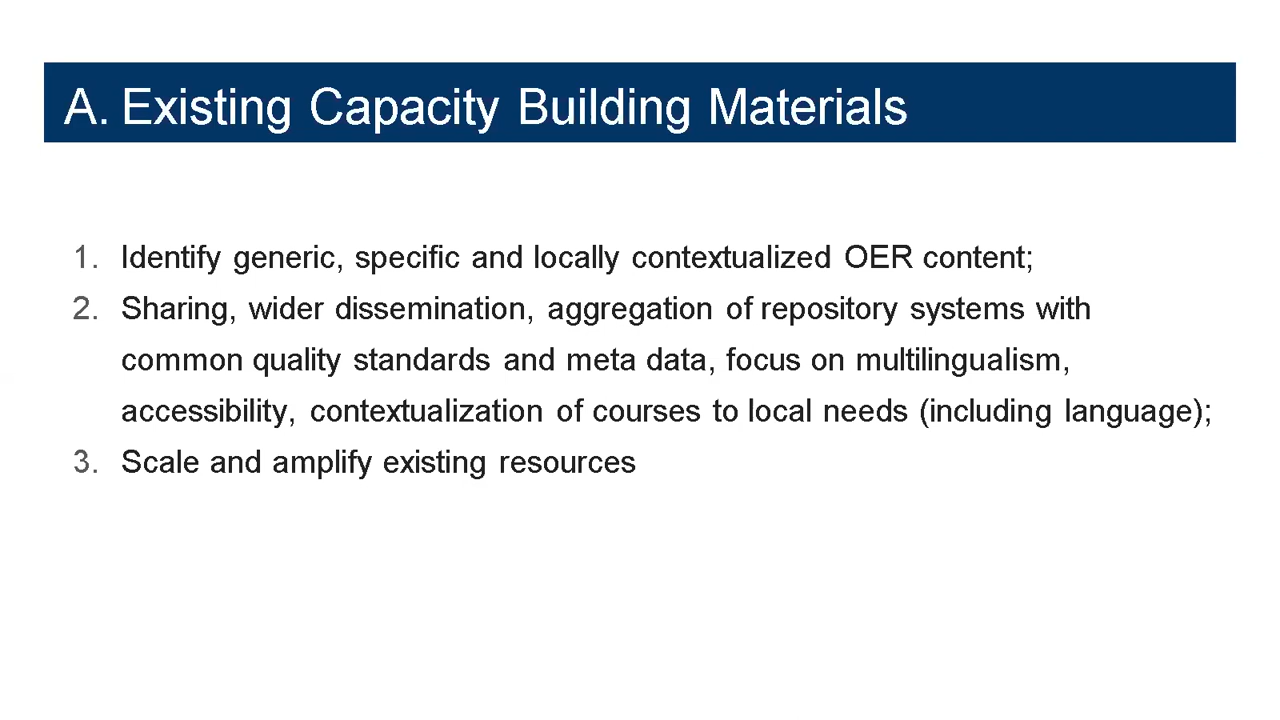 A. Existing Capacity Building Materials
1. Identify generic, specific and locally contextualized OER content;
2. Sharing, wider dissemination, aggregation of repository systems with
common quality standards and meta data, focus on multilingualism,
accessibility, contextualization of courses to local needs (including language);
3. Scale and amplify existing resources